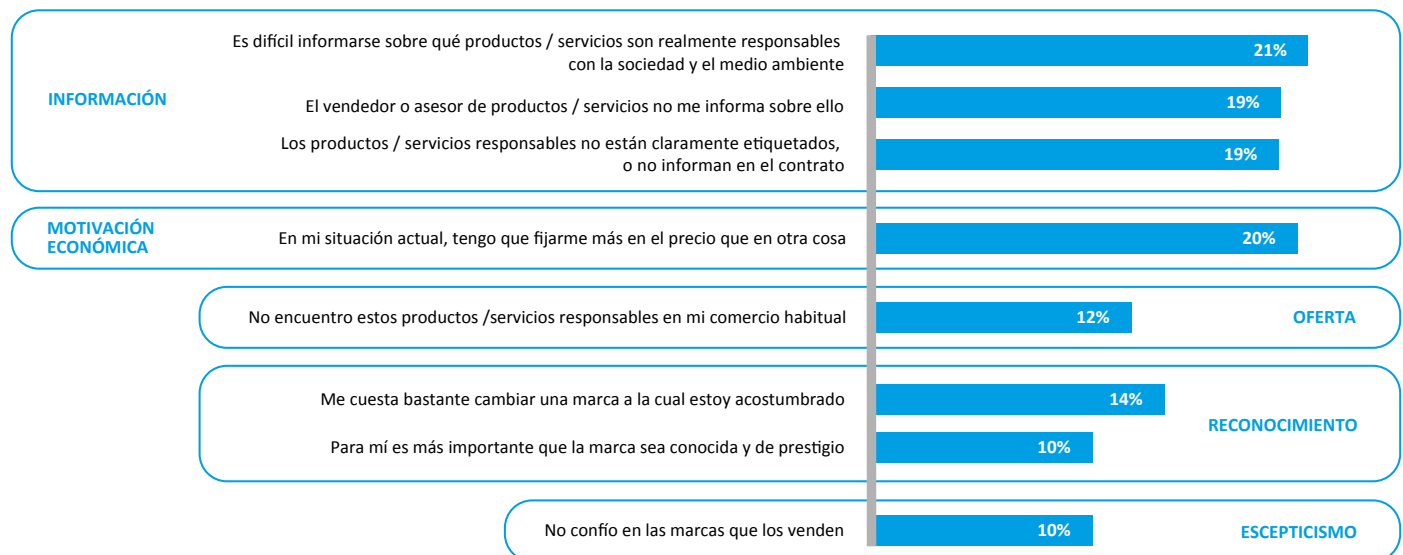 INFORMACIÓN
Es difícil informarse sobre qué productos / servicios son realmente responsables
con la sociedad y el medio ambiente
21%
El vendedor o asesor de productos / servicios no me informa sobre ello
19%
Los productos / servicios responsables no están claramente etiquetados,
o no informan en el contrato
19%
MOTIVACIÓN
ECONÓMICA
En mi situación actual, tengo que fijarme más en el precio que en otra cosa
20%
No encuentro estos productos /servicios responsables en mi comercio habitual
12%
OFERTA
Me cuesta bastante cambiar una marca a la cual estoy acostumbrado
14%
RECONOCIMIENTO
Para mí es más importante que la marca sea conocida y de prestigio
10%
No confío en las marcas que los venden
10%
ESCEPTICISMO